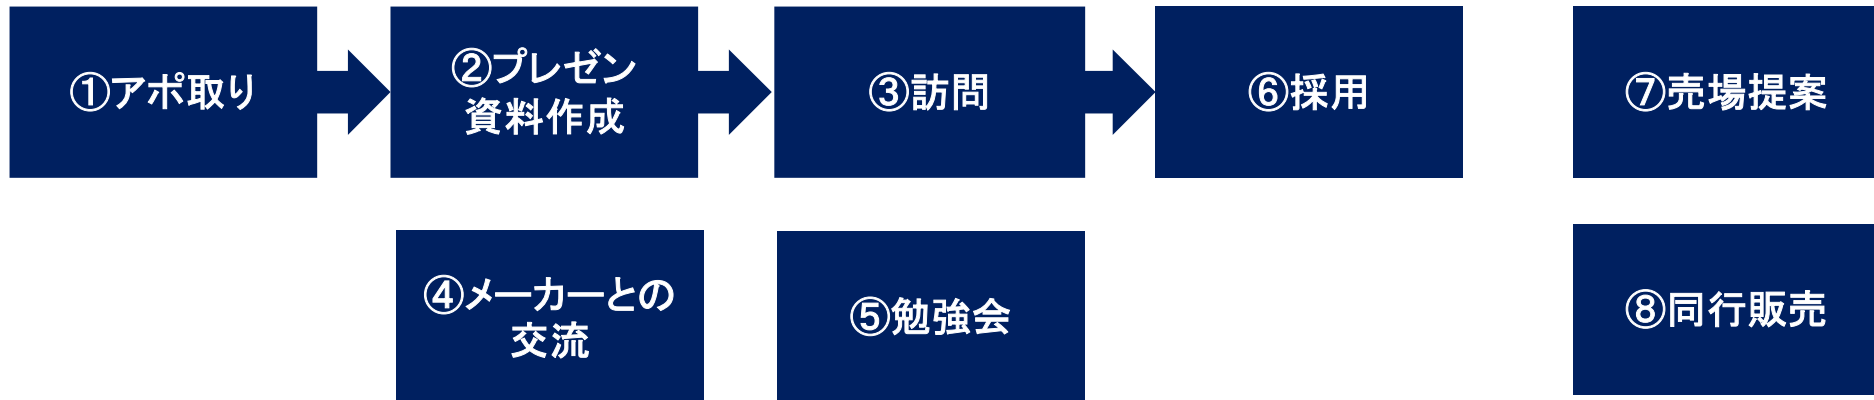 ①アポ取り
②プレゼン
資料作成
③訪問
⑥採用
⑦売場提案
④メーカーとの
交流
⑤勉強会
⑧同行販売